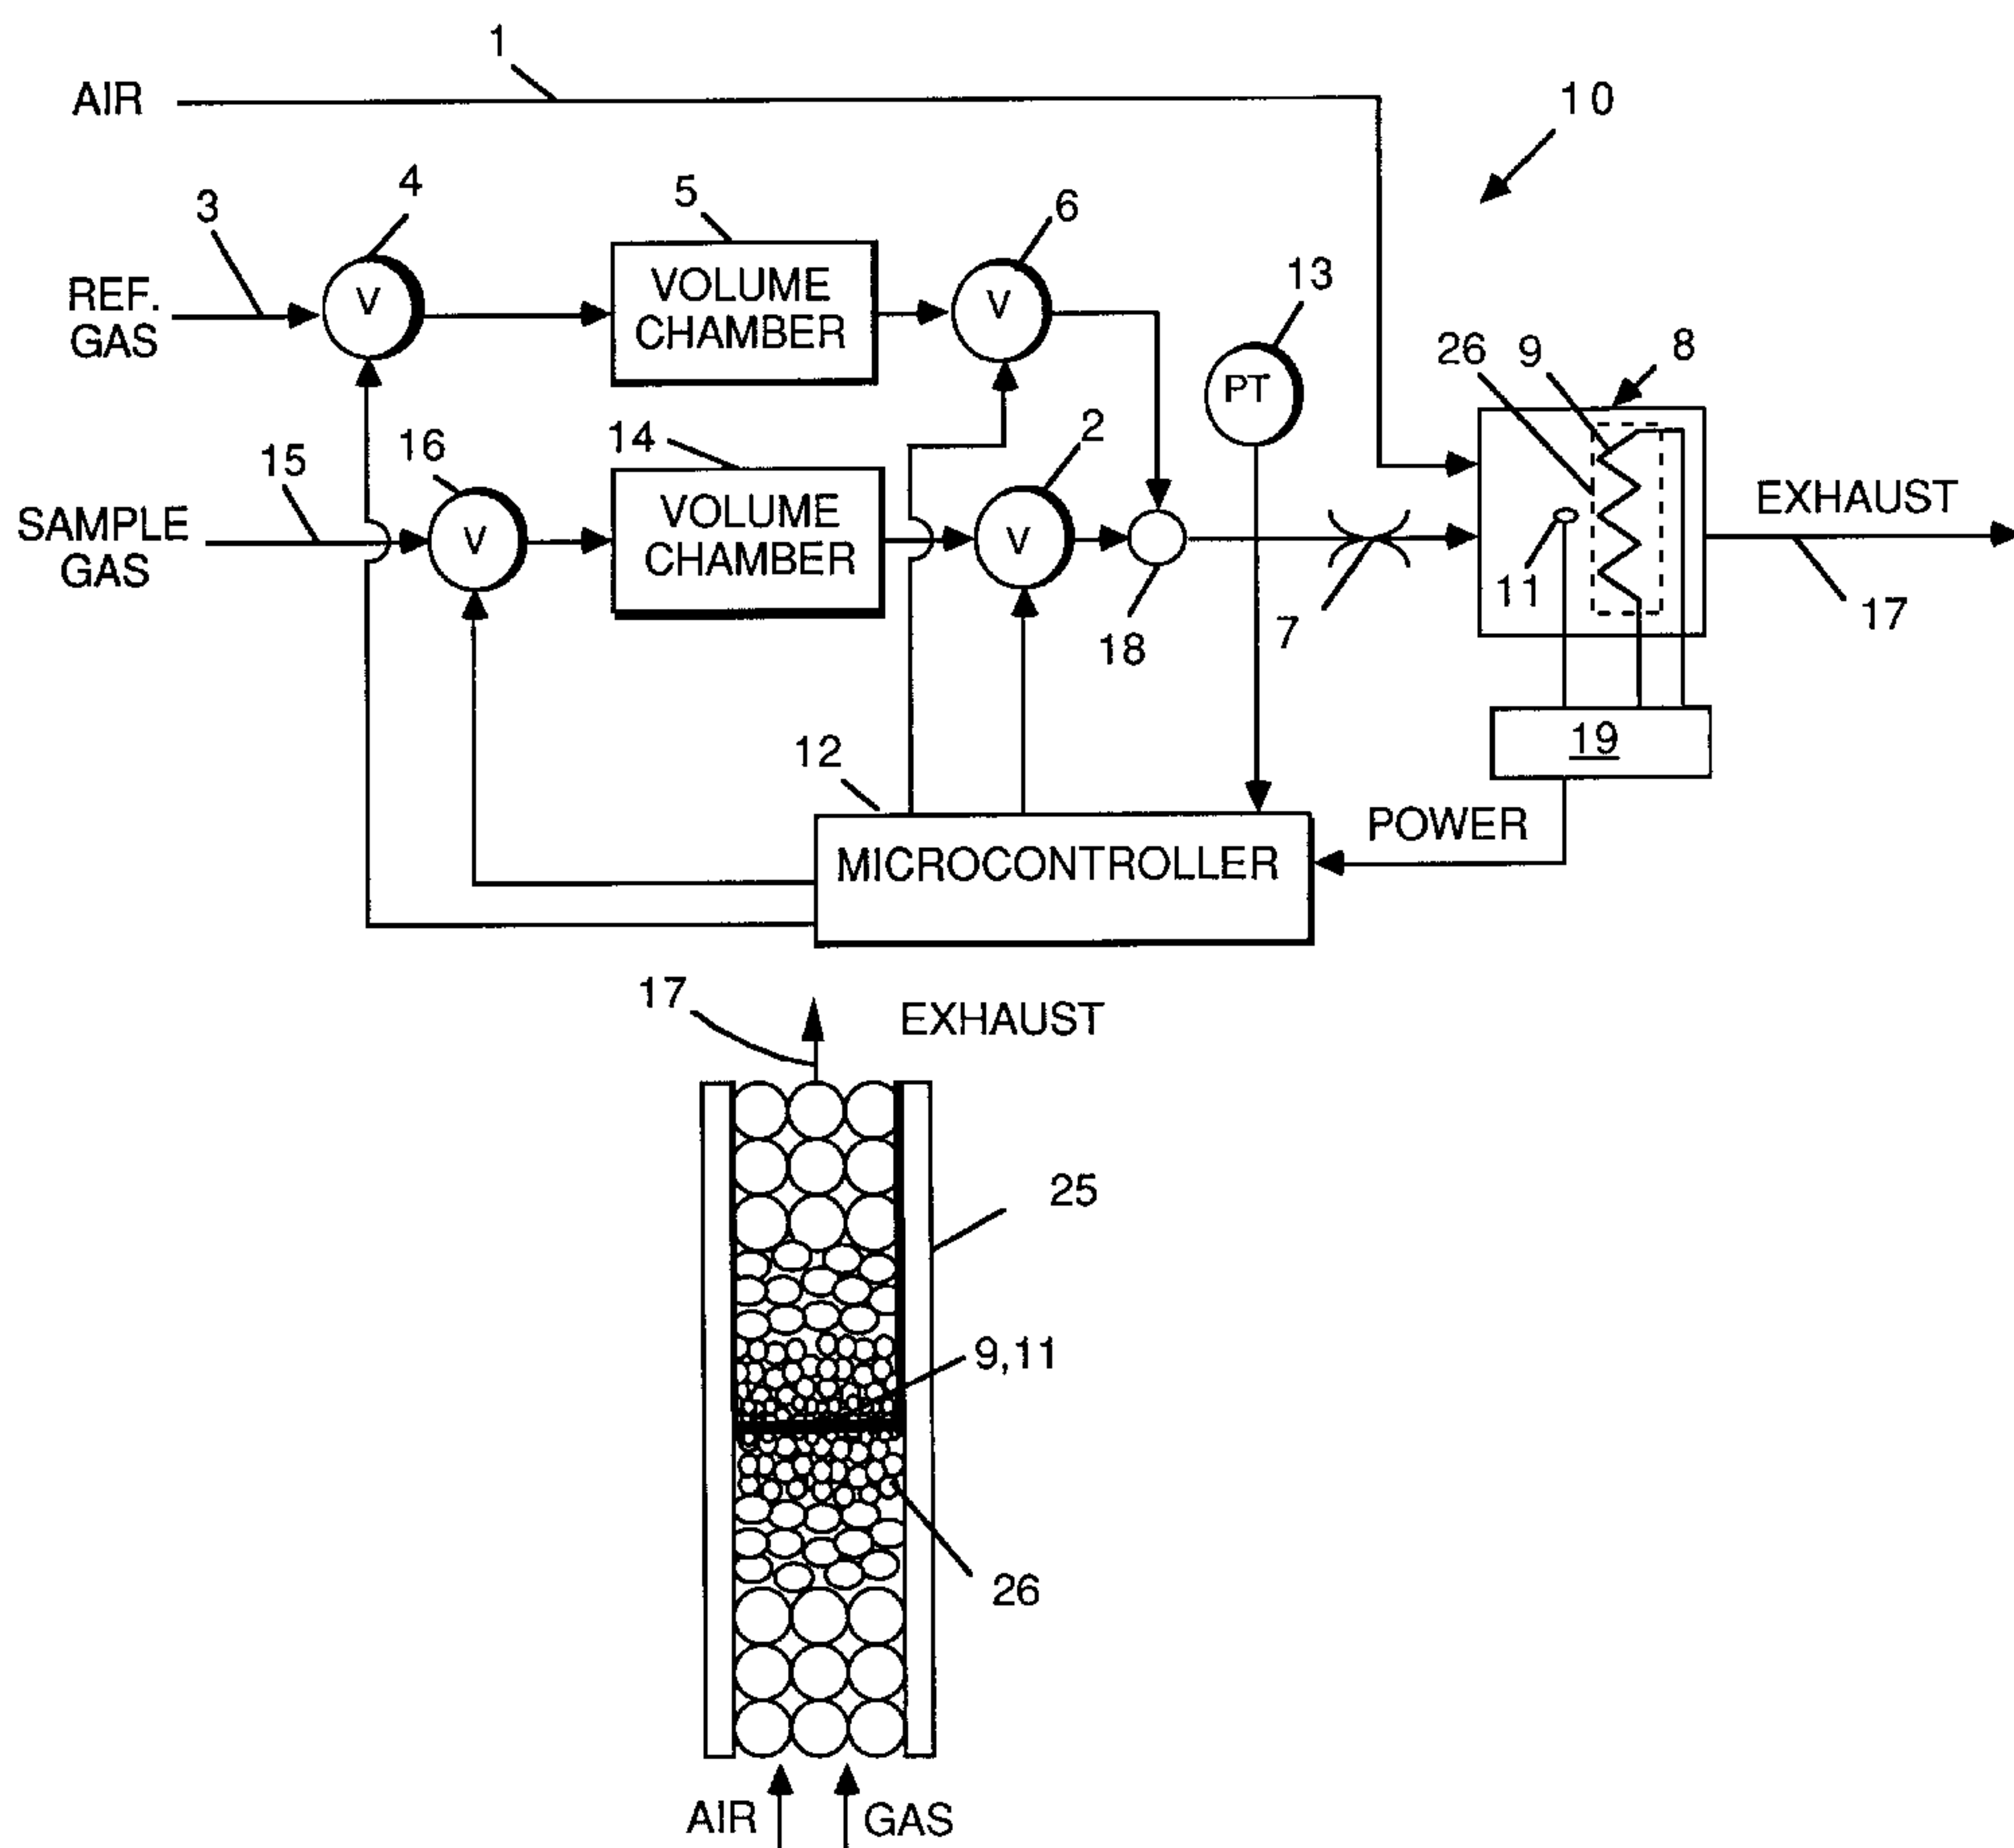 1
AIR
10
4
5
6
3
13
REF.
GAS
V
VOLUME
CHAMBER
V
PT
26
9
8
16
14
2
15
SAMPLE
GAS
V
VOLUME
CHAMBER
V
EXHAUST
11
18
7
17
12
19
POWER
MICROCONTROLLER
17
EXHAUST
25
9,11
26
AIR
GAS